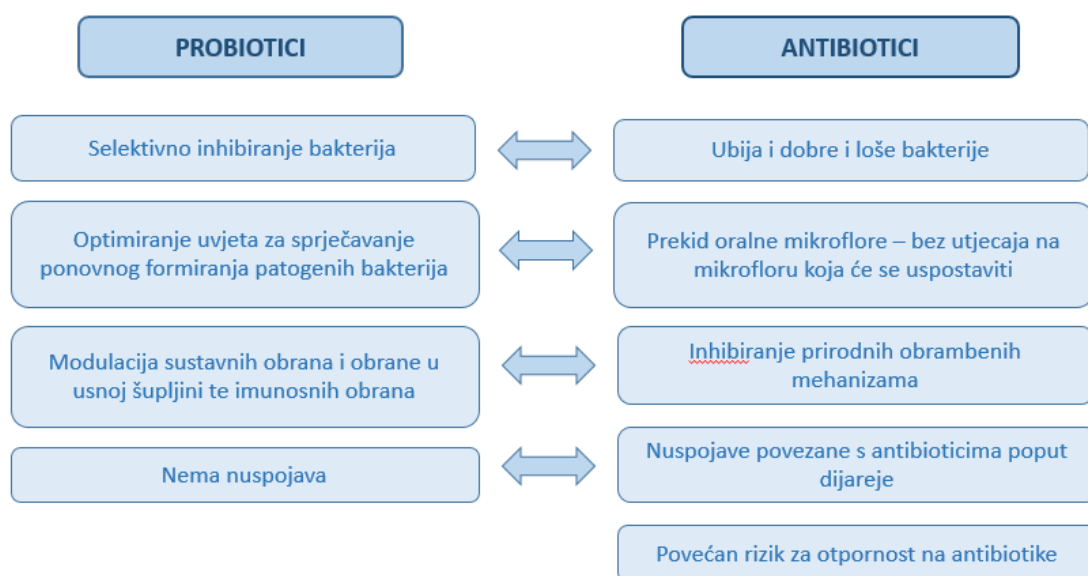 PROBIOTICI
ANTIBIOTICI
Selektivno inhibiranje bakterija
Ubija i dobre i loše bakterije
Optimiranje uvjeta za sprječavanje
ponovnog formiranja patogenih bakterija
Prekid oralne mikroflore – bez utjecaja na
mikrofloru koja će se uspostaviti
Modulacija sustavnih obrana i obrane u
usnoj šupljini te imunosnih obrana
Inhibiranje prirodnih obrambenih
mehanizama
Nema nuspojava
Nuspojave povezane s antibioticima poput
dijareje
Povećan rizik za otpornost na antibiotike